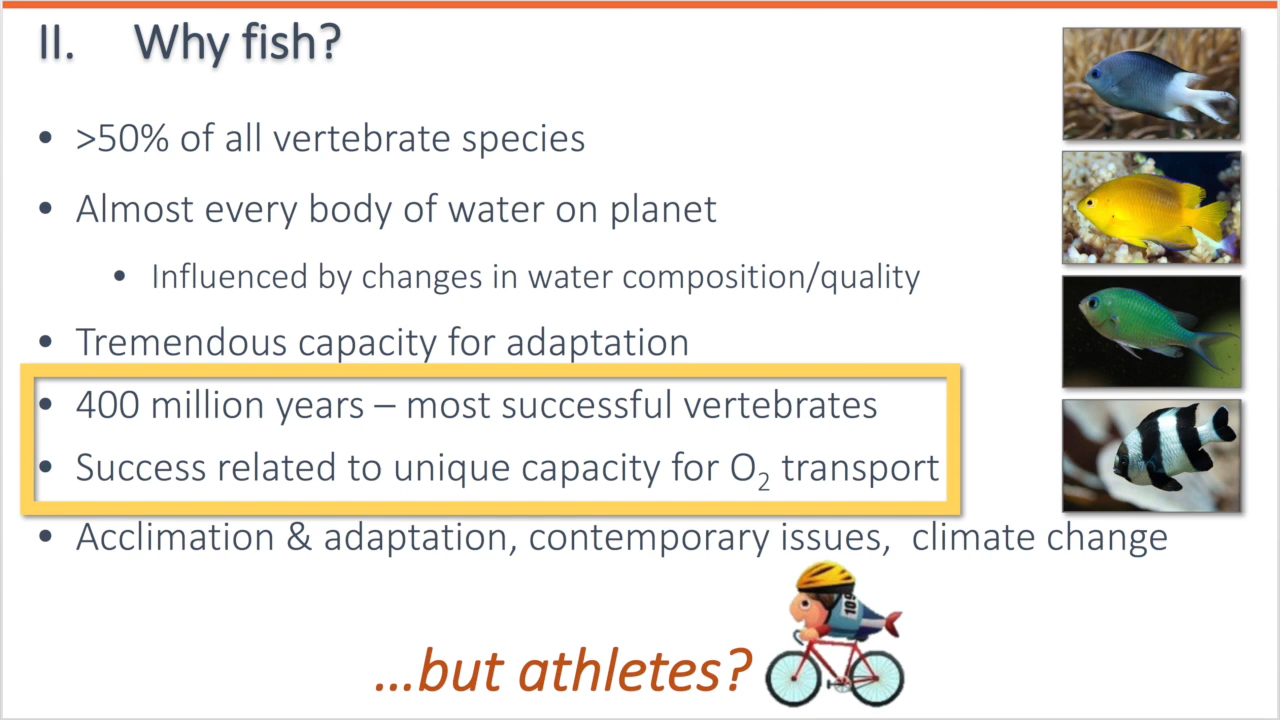 II. Why fish?
• >50% of all vertebrate species
• Almost every body of water on planet
• Influenced by changes in water composition/quality
• Tremendous capacity for adaptation
• 400 million years – most successful vertebrates
• Success related to unique capacity for O₂ transport
• Acclimation & adaptation, contemporary issues, climate change
109
...but athletes?